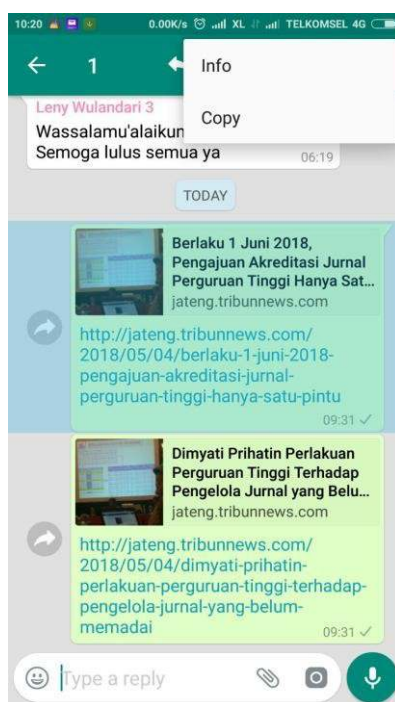 10:20 0.00K/s XL TELKOMSEL 4G
1
Info
Copy
Leny Wulandari 3
Wassalamu'alaikun
Semoga lulus semua ya
06:19
TODAY
Berlaku 1 Juni 2018,
Pengajuan Akreditasi Jurnal
Perguruan Tinggi Hanya Sat...
jateng.tribunnews.com
http://jateng.tribunnews.com/
2018/05/04/berlaku-1-juni-2018-
pengajuan-akreditasi-jurnal-
perguruan-tinggi-hanya-satu-pintu
09:31
Dimyati Prihatin Perlakuan
Perguruan Tinggi Terhadap
Pengelola Jurnal yang Belu...
jateng.tribunnews.com
http://jateng.tribunnews.com/
2018/05/04/dimyati-prihatin-
perlakuan-perguruan-tinggi-terhadap-
pengelola-jurnal-yang-belum-
memadai
09:31
Type a reply